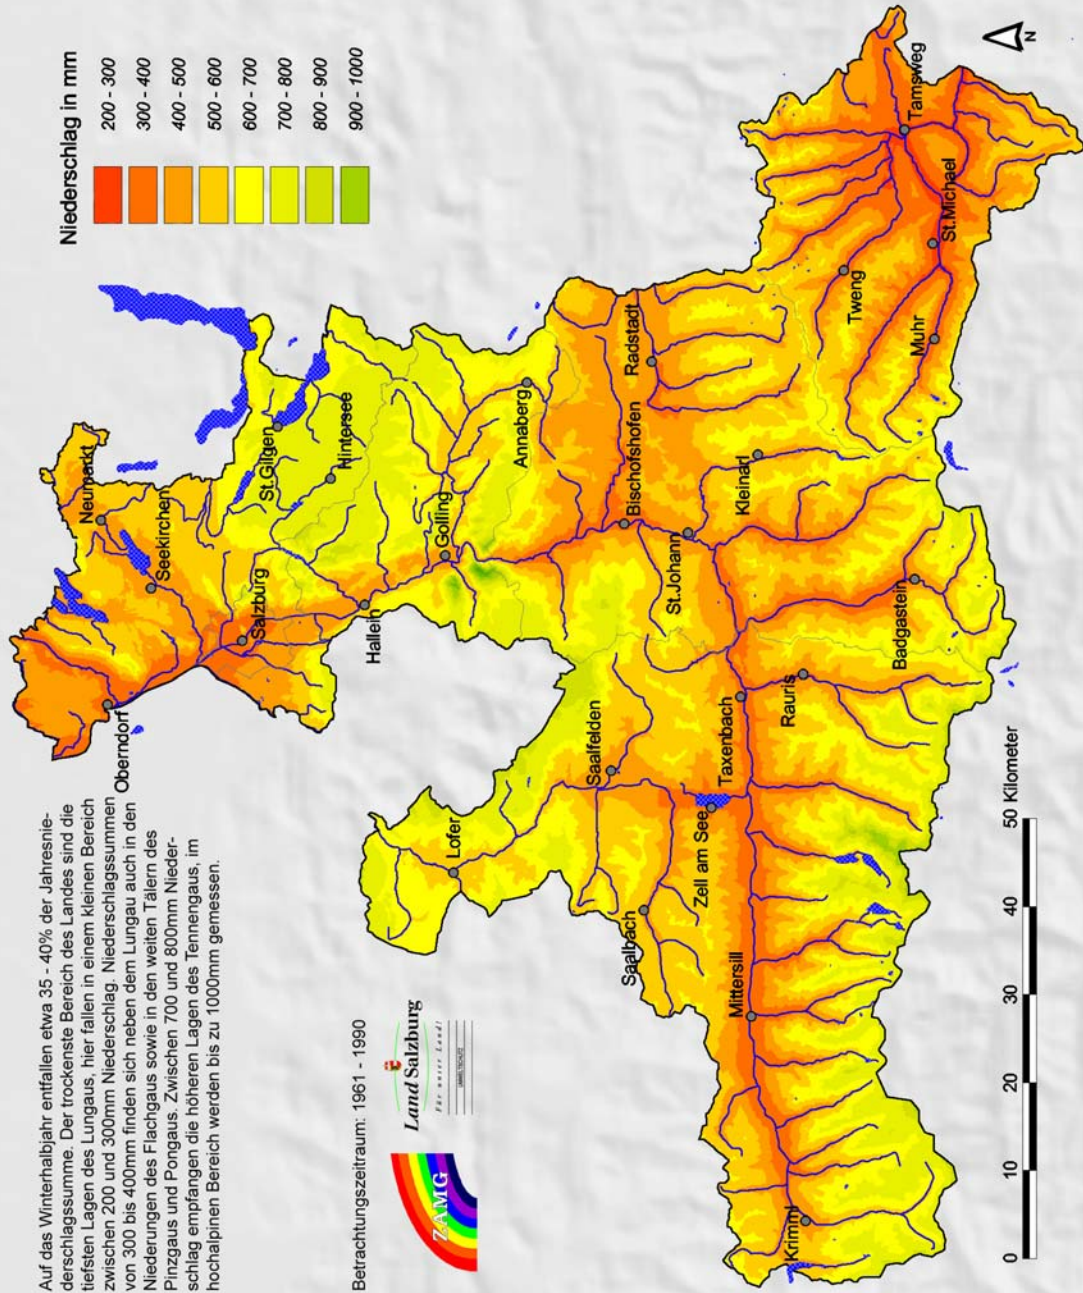 Auf das Winterhalbjahr entfallen etwa 35 - 40% der Jahresnie-
derschlagssumme. Der trockenste Bereich des Landes sind die
tiefsten Lagen des Lungaus, hier fallen in einem kleinen Bereich
zwischen 200 und 300mm Niederschlag. Niederschlagssummen
von 300 bis 400mm finden sich neben dem Lungau auch in den
Niederungen des Flachgaus sowie in den weiten Tälern des
Pinzgaus und Pongaus. Zwischen 700 und 800mm Nieder-
schlag empfangen die höheren Lagen des Tennengaus, im
hochalpinen Bereich werden bis zu 1000mm gemessen.
Betrachtungszeitraum: 1961 - 1990
ZAMG
Land Salzburg
Für unser Land!
UMWELTSCHUTZ
Niederschlag in mm
200 - 300
300 - 400
400 - 500
500 - 600
600 - 700
700 - 800
800 - 900
900 - 1000
Neumarkt
Seekirchen
Oberndorf
Salzburg
St.Gilgen
Hintersee
Hallein
Golling
Annaberg
Lofer
Saalfelden
Bischofshofen
Radstadt
Saalbach
St.Johann
Zell am See
Taxenbach
Kleinarl
Mittersill
Krimml
Rauris
Badgastein
Tweng
Muhr
St.Michael
Tamsweg
0
10
20
30
40
50 Kilometer
N